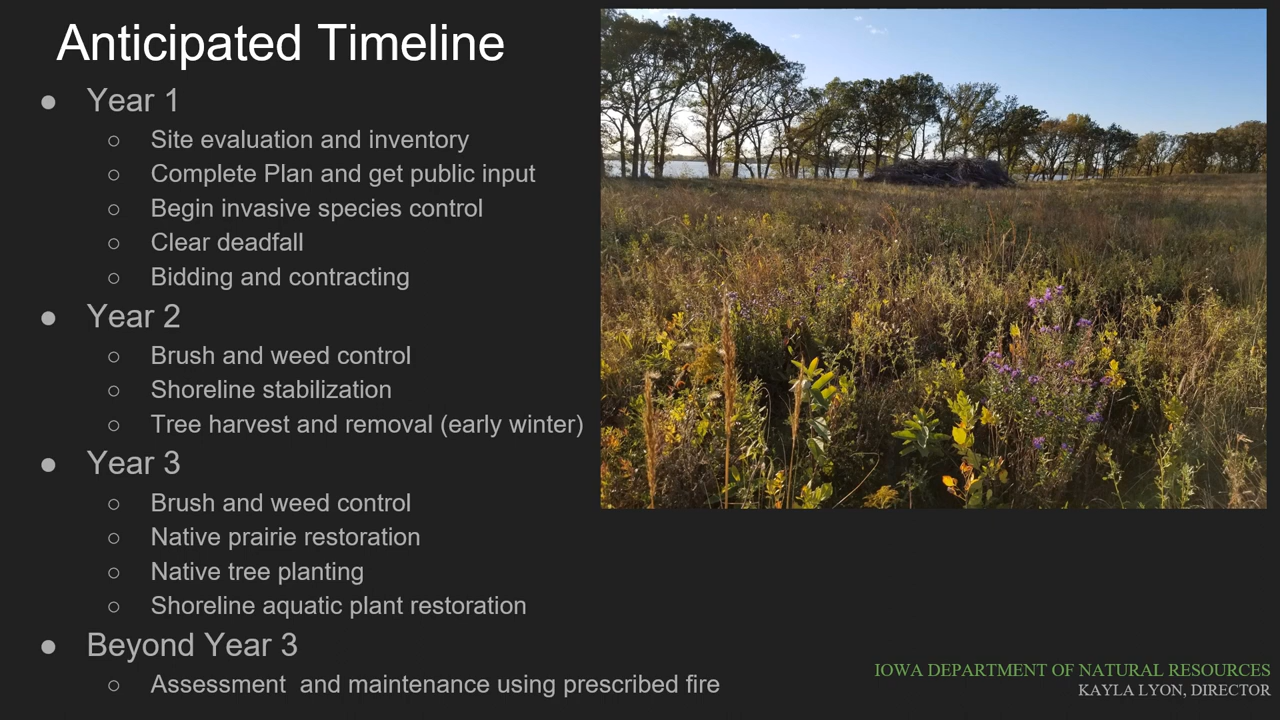 Anticipated Timeline
● Year 1
○ Site evaluation and inventory
○ Complete Plan and get public input
○ Begin invasive species control
○ Clear deadfall
○ Bidding and contracting
● Year 2
○ Brush and weed control
○ Shoreline stabilization
○ Tree harvest and removal (early winter)
● Year 3
○ Brush and weed control
○ Native prairie restoration
○ Native tree planting
○ Shoreline aquatic plant restoration
● Beyond Year 3
○ Assessment  and maintenance using prescribed fire
IOWA DEPARTMENT OF NATURAL RESOURCES
KAYLA LYON, DIRECTOR